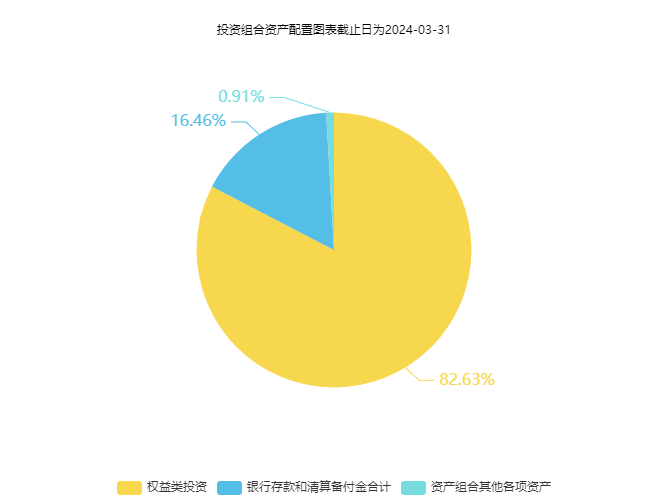 投资组合资产配置图表截止日为2024-03-31
0.91%
16.46%
82.63%
权益类投资 银行存款和清算备付金合计 资产组合其他各项资产